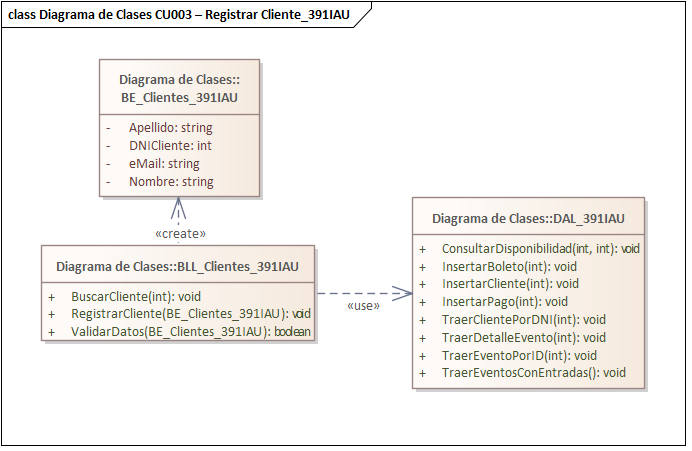 class Diagrama de Clases CU003 – Registrar Cliente_391IAU
Diagrama de Clases::
BE_Clientes_391IAU
- Apellido: string
- DNICliente: int
- eMail: string
- Nombre: string
«create»
Diagrama de Clases::BLL_Clientes_391IAU
+ BuscarCliente(int): void
+ RegistrarCliente(BE_Clientes_391IAU): void
+ ValidarDatos(BE_Clientes_391IAU): boolean
«use»
Diagrama de Clases::DAL_391IAU
+ ConsultarDisponibilidad(int, int): void
+ InsertarBoleto(int): void
+ InsertarCliente(int): void
+ InsertarPago(int): void
+ TraerClientePorDNI(int): void
+ TraerDetalleEvento(int): void
+ TraerEventoPorID(int): void
+ TraerEventosConEntradas(): void